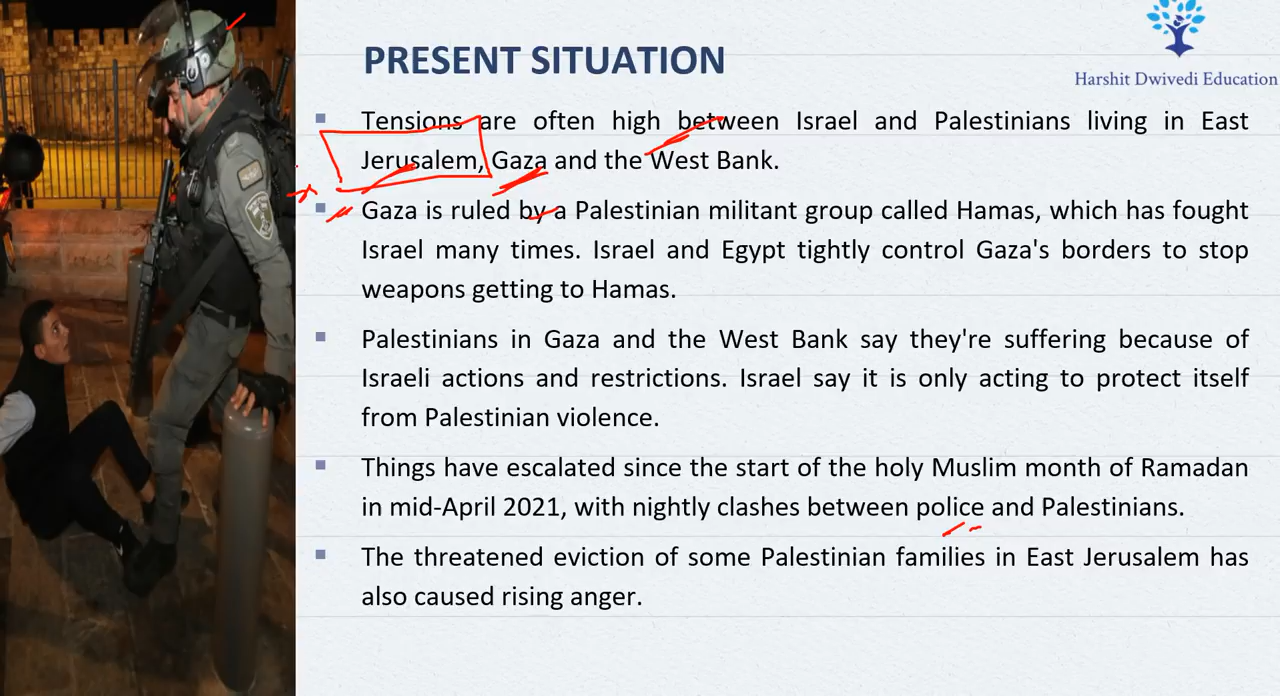 Harshit Dwivedi Education
PRESENT SITUATION
Tensions are often high between Israel and Palestinians living in East
Jerusalem, Gaza and the West Bank.
Gaza is ruled by a Palestinian militant group called Hamas, which has fought
Israel many times. Israel and Egypt tightly control Gaza's borders to stop
weapons getting to Hamas.
Palestinians in Gaza and the West Bank say they're suffering because of
Israeli actions and restrictions. Israel say it is only acting to protect itself
from Palestinian violence.
Things have escalated since the start of the holy Muslim month of Ramadan
in mid-April 2021, with nightly clashes between police and Palestinians.
The threatened eviction of some Palestinian families in East Jerusalem has
also caused rising anger.